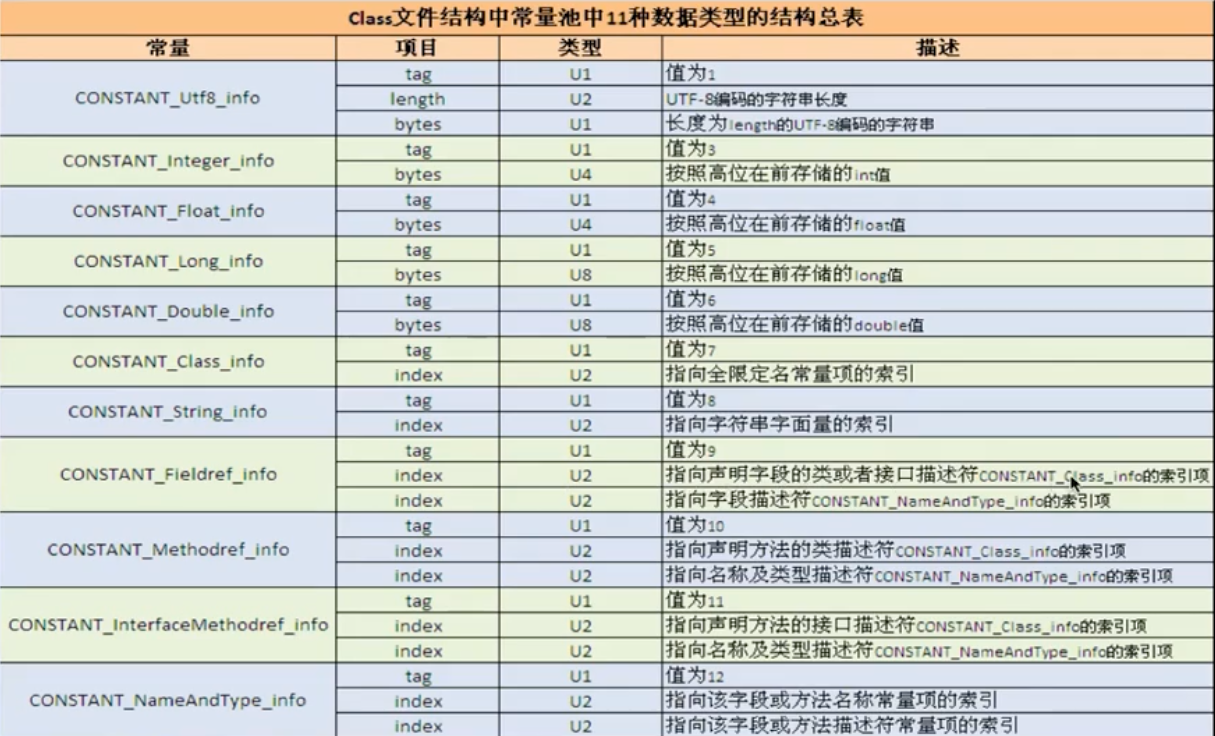 Class文件结构中常量池中11种数据类型的结构总表
常量 项目 类型 描述
CONSTANT_Utf8_info tag U1 值为1
length U2 UTF-8编码的字符串长度
bytes U1 长度为length的UTF-8编码的字符串
CONSTANT_Integer_info tag U1 值为3
bytes U4 按照高位在前存储的int值
CONSTANT_Float_info tag U1 值为4
bytes U4 按照高位在前存储的float值
CONSTANT_Long_info tag U1 值为5
bytes U8 按照高位在前存储的long值
CONSTANT_Double_info tag U1 值为6
bytes U8 按照高位在前存储的double值
CONSTANT_Class_info tag U1 值为7
index U2 指向全限定名常量项的索引
CONSTANT_String_info tag U1 值为8
index U2 指向字符串字面量的索引
CONSTANT_Fieldref_info tag U1 值为9
index U2 指向声明字段的类或者接口描述符CONSTANT_Class_info的索引项
index U2 指向字段描述符CONSTANT_NameAndType_info的索引项
CONSTANT_Methodref_info tag U1 值为10
index U2 指向声明方法的类描述符CONSTANT_Class_info的索引项
index U2 指向名称及类型描述符CONSTANT_NameAndType_info的索引项
CONSTANT_InterfaceMethodref_info tag U1 值为11
index U2 指向声明方法的接口描述符CONSTANT_Class_info的索引项
index U2 指向名称及类型描述符CONSTANT_NameAndType_info的索引项
CONSTANT_NameAndType_info tag U1 值为12
index U2 指向该字段或方法名称常量项的索引
index U2 指向该字段或方法描述符常量项的索引